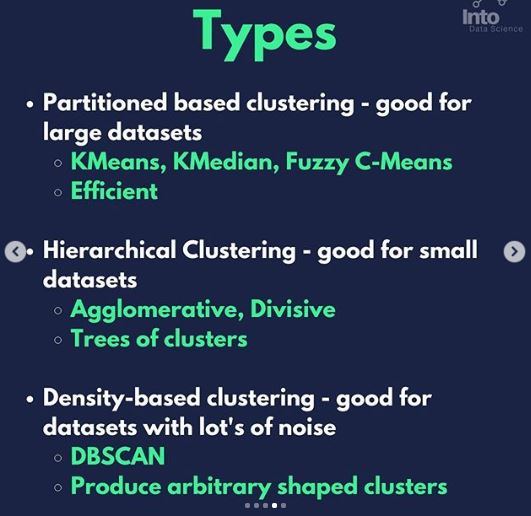 Into
Data Science
Types
• Partitioned based clustering - good for
large datasets
○ KMeans, KMedian, Fuzzy C-Means
○ Efficient
• Hierarchical Clustering - good for small
datasets
○ Agglomerative, Divisive
○ Trees of clusters
• Density-based clustering - good for
datasets with lot's of noise
○ DBSCAN
○ Produce arbitrary shaped clusters